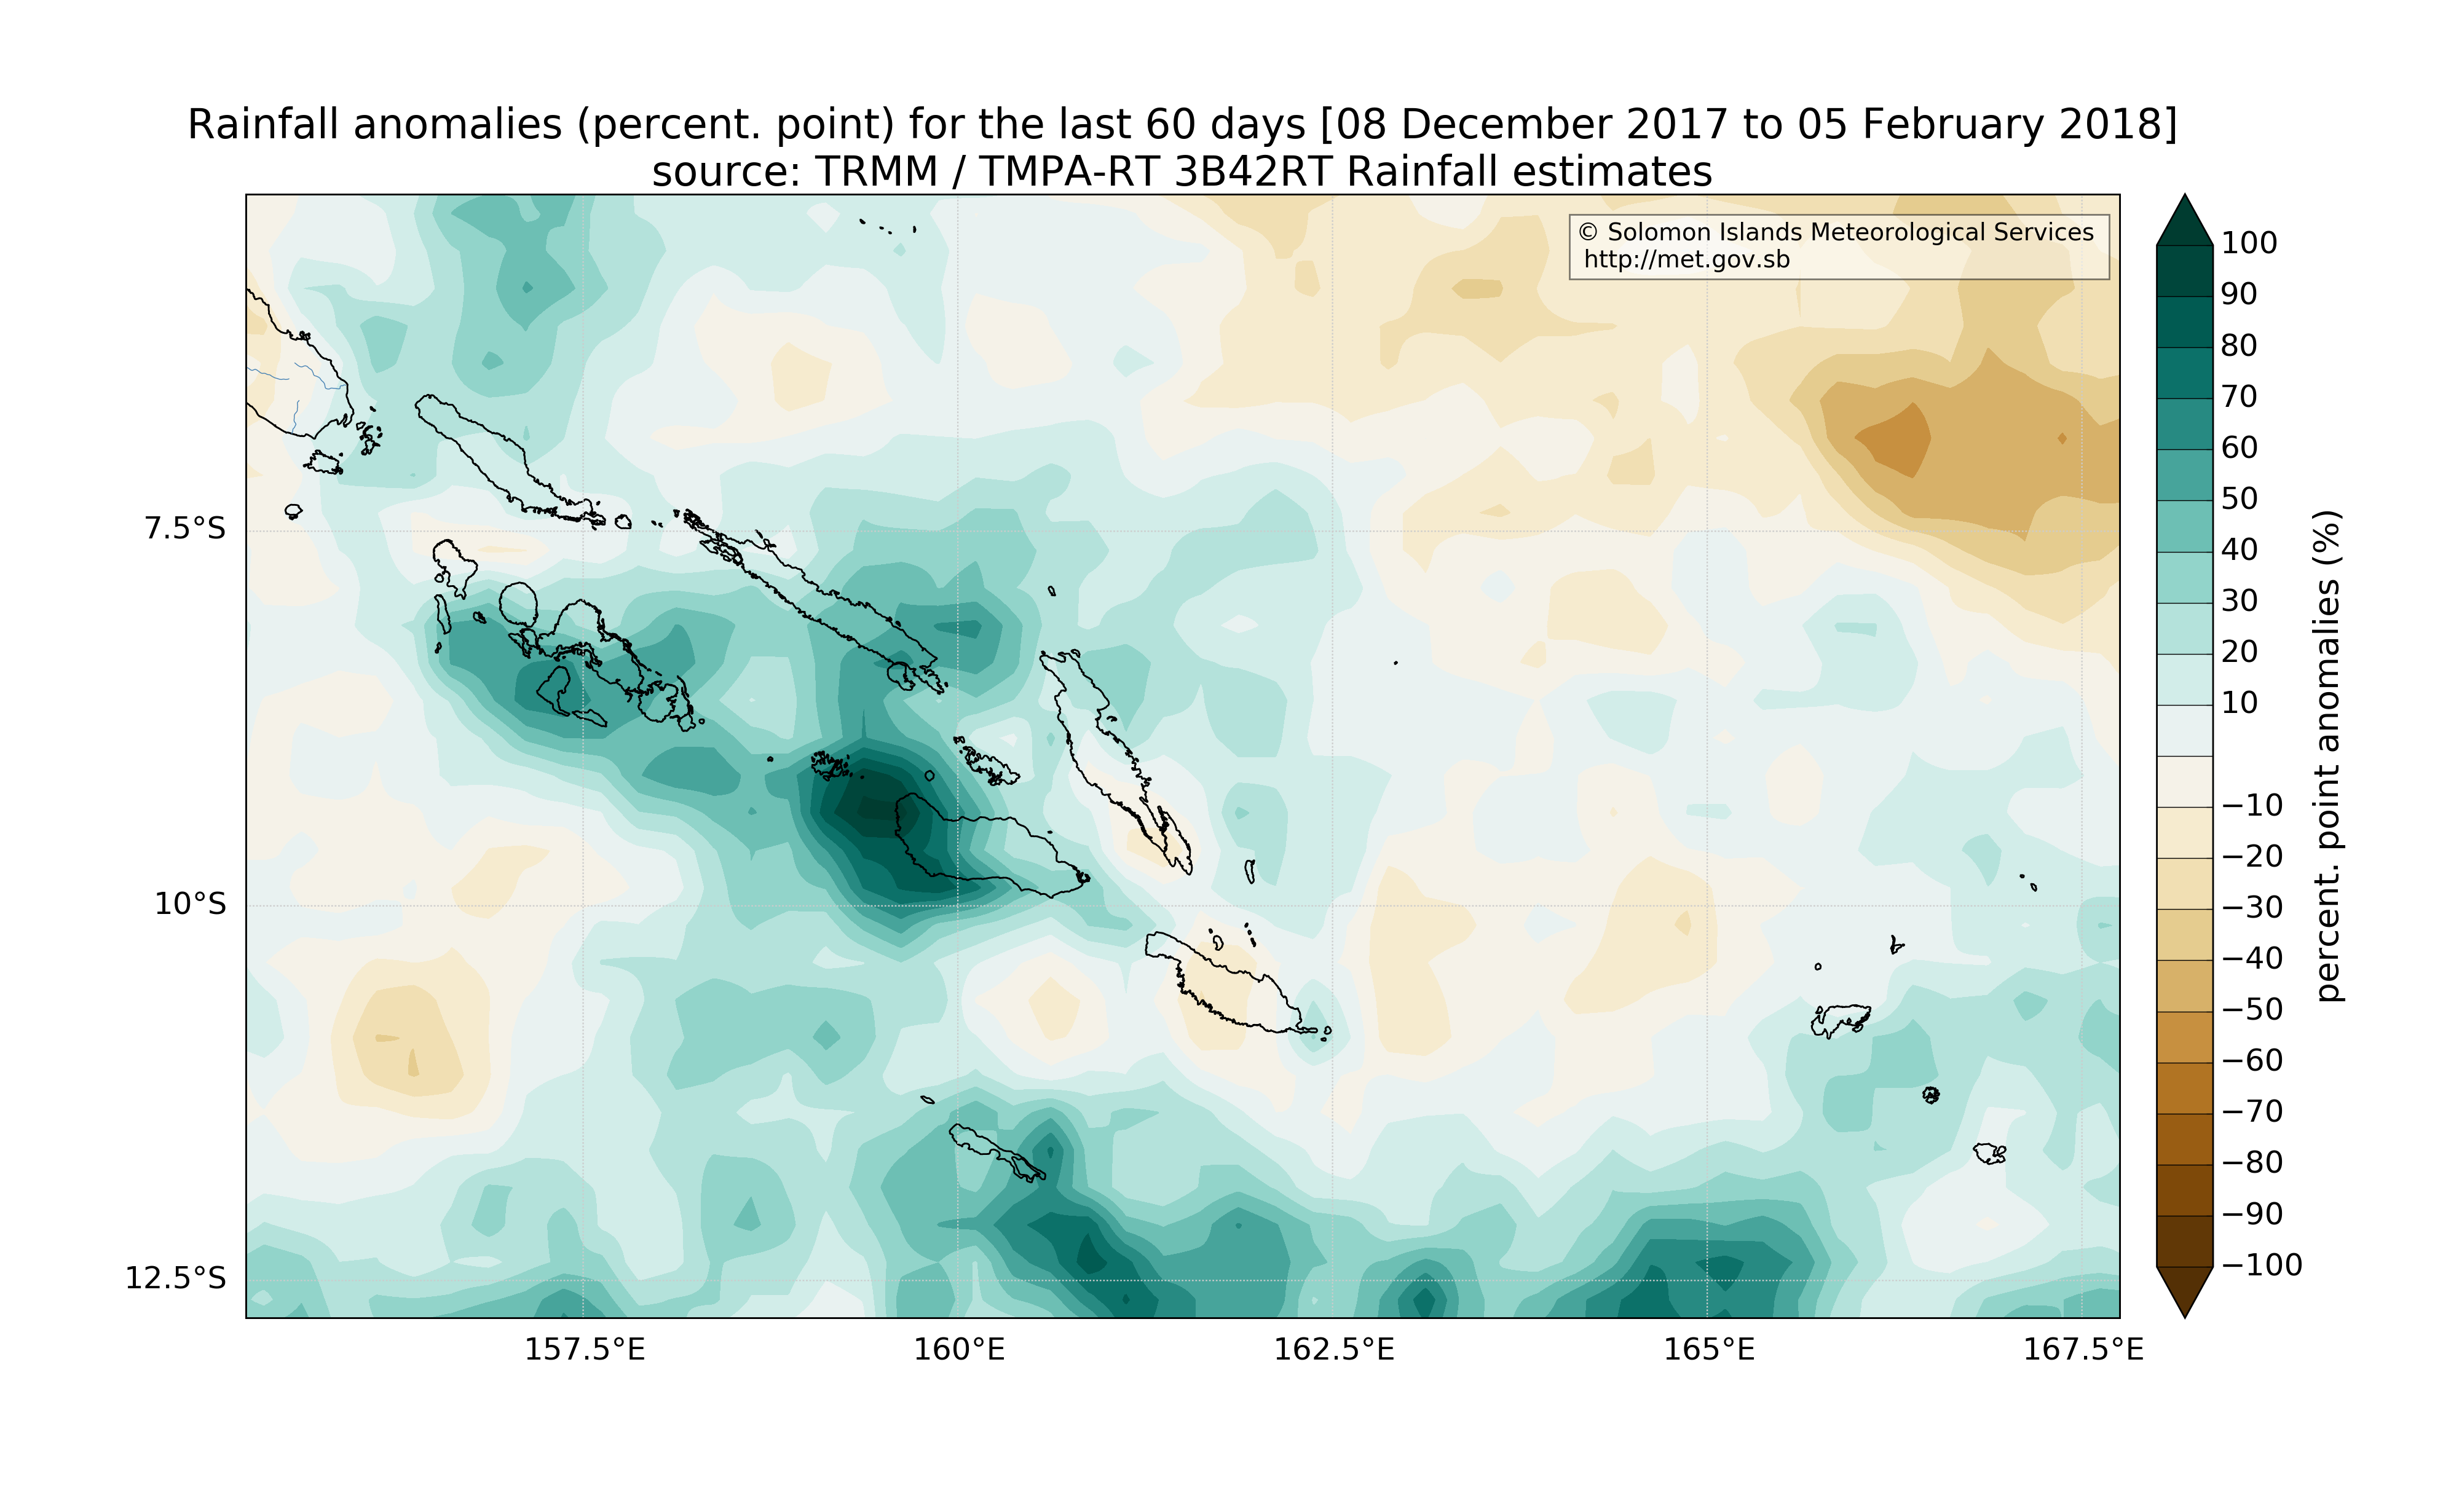 Rainfall anomalies (percent. point) for the last 60 days [08 December 2017 to 05 February 2018]
source: TRMM / TMPA-RT 3B42RT Rainfall estimates
© Solomon Islands Meteorological Services
http://met.gov.sb
7.5°S
10°S
12.5°S
157.5°E
160°E
162.5°E
165°E
167.5°E
100
90
80
70
60
50
40
30
20
10
−10
−20
−30
−40
−50
−60
−70
−80
−90
−100
percent. point anomalies (%)